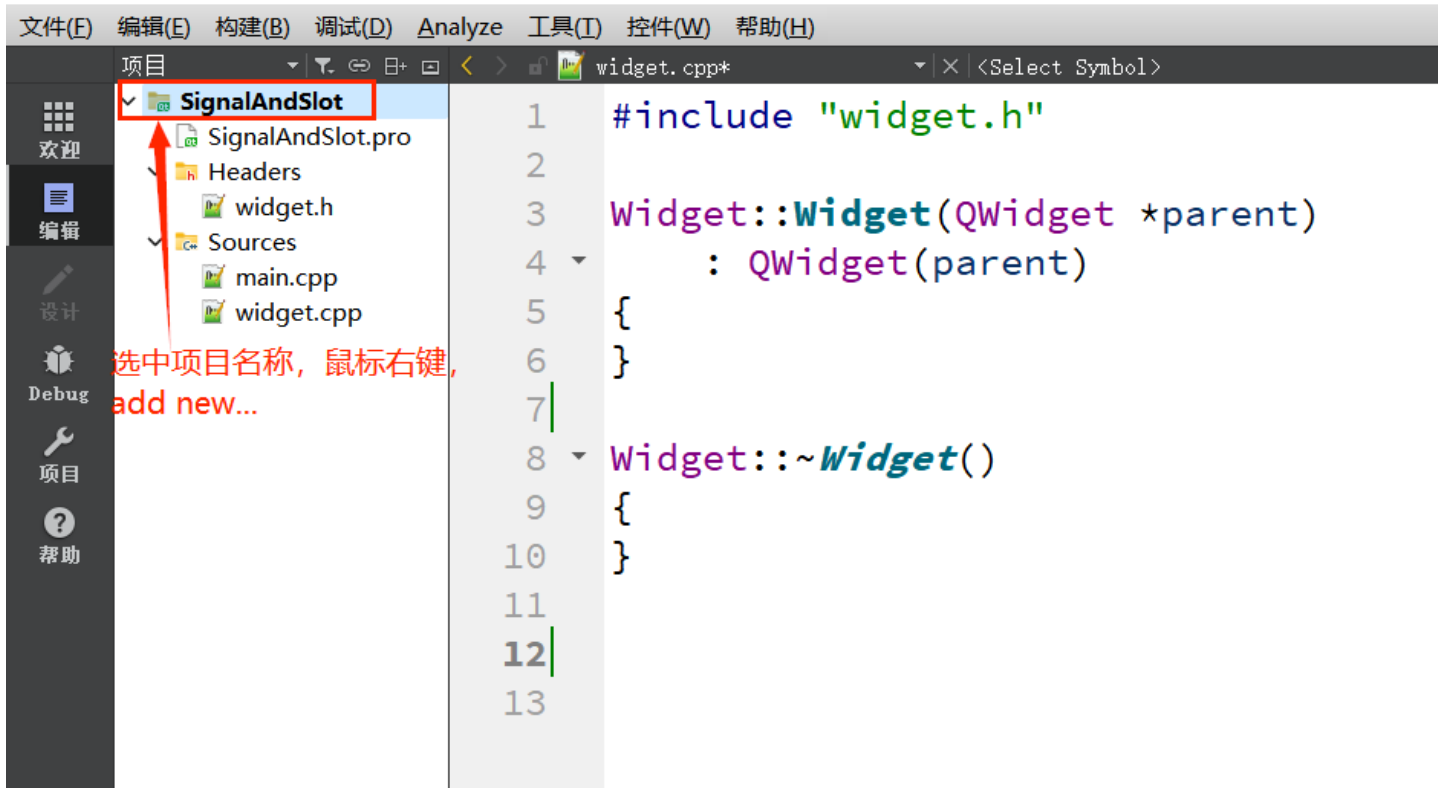 文件(F) 编辑(E) 构建(B) 调试(D) Analyze 工具(T) 控件(W) 帮助(H)
项目
widget.cpp*
<Select Symbol>
欢迎
编辑
设计
Debug
项目
帮助
SignalAndSlot
SignalAndSlot.pro
Headers
widget.h
Sources
main.cpp
widget.cpp
选中项目名称，鼠标右键，
add new...
1 #include "widget.h"
2
3 Widget::Widget(QWidget *parent)
4 : QWidget(parent)
5 {
6 }
7
8 Widget::~Widget()
9 {
10 }
11
12
13